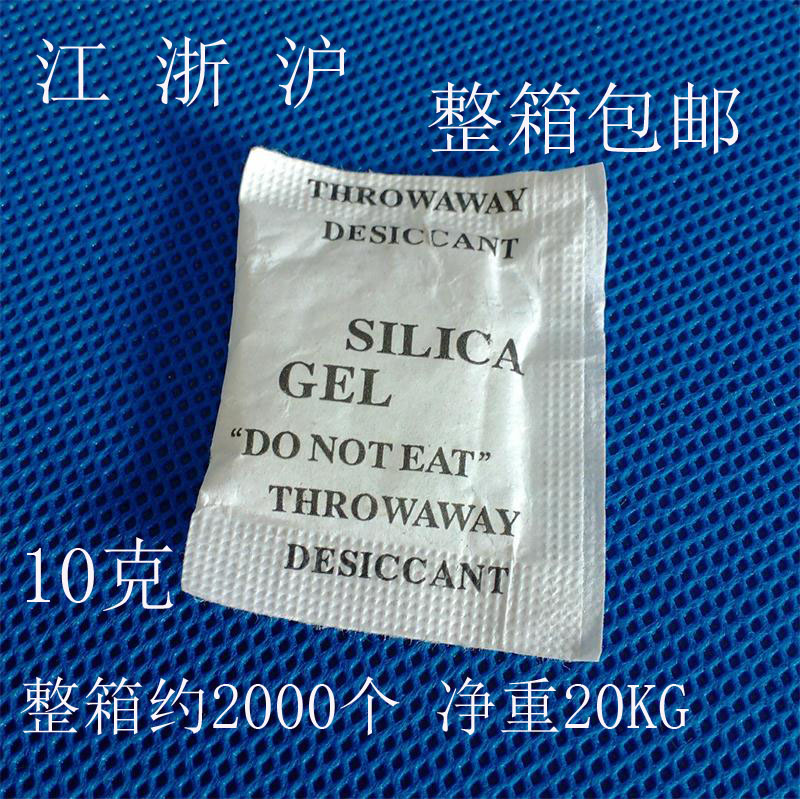 江 浙 沪
整箱包邮
THROWAWAY
DESICCANT
SILICA
GEL
“DO NOT EAT”
THROWAWAY
DESICCANT
10克
整箱约2000个 净重20KG